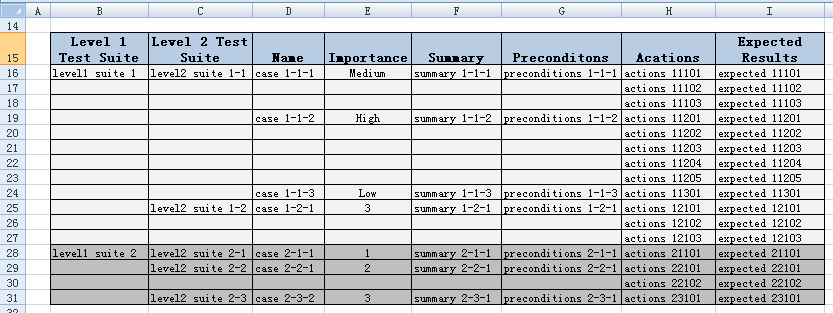 A B C D E F G H I
14
15 Level 1 Test Suite Level 2 Test Suite Name Importance Summary Preconditons Acations Expected Results
16 level1 suite 1 level2 suite 1-1 case 1-1-1 Medium summary 1-1-1 preconditions 1-1-1 actions 11101 expected 11101
17 actions 11102 expected 11102
18 actions 11103 expected 11103
19 case 1-1-2 High summary 1-1-2 preconditions 1-1-2 actions 11201 expected 11201
20 actions 11202 expected 11202
21 actions 11203 expected 11203
22 actions 11204 expected 11204
23 actions 11205 expected 11205
24 case 1-1-3 Low summary 1-1-3 preconditions 1-1-3 actions 11301 expected 11301
25 level2 suite 1-2 case 1-2-1 3 summary 1-2-1 preconditions 1-2-1 actions 12101 expected 12101
26 actions 12102 expected 12102
27 actions 12103 expected 12103
28 level1 suite 2 level2 suite 2-1 case 2-1-1 1 summary 2-1-1 preconditions 2-1-1 actions 21101 expected 21101
29 level2 suite 2-2 case 2-2-1 2 summary 2-2-1 preconditions 2-2-1 actions 22101 expected 22101
30 actions 22102 expected 22102
31 level2 suite 2-3 case 2-3-2 3 summary 2-3-1 preconditions 2-3-1 actions 23101 expected 23101